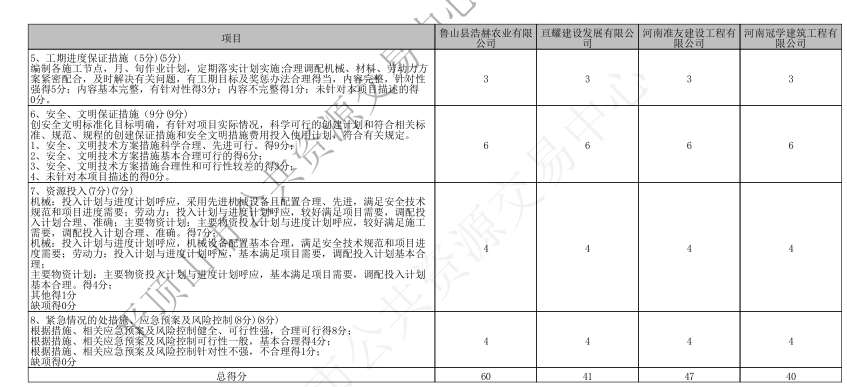 项目 鲁山县浩赫农业有限公司 亘耀建设发展有限公司 河南准友建设工程有限公司 河南冠学建筑工程有限公司
5、工期进度保证措施（5分)(5分)
编制各施工节点，月、旬作业计划，定期落实计划实施;合理调配机械、材料、劳动力方
案紧密配合，及时解决有关问题，有工期目标及奖惩办法合理得当，内容完整，针对性
强得5分；内容基本完整，有针对性得3分；内容不完整得1分；未针对本项目描述的得
0分。
3 3 3 3
6、安全、文明保证措施（9分(9分)
创安全文明标准化目标明确，有针对项目实际情况，科学可行的创建计划和符合相关标
准、规范、规程的创建保证措施和安全文明措施费用投入使用计划，符合有关规定。
1、安全、文明技术方案措施科学合理、先进可行。得9分；
2、安全、文明技术方案措施基本合理可行的得6分；
3、安全、文明技术方案措施合理性和可行性较差的得3分；
4、未针对本项目描述的得0分。
6 6 6 6
7、资源投入(7分)(7分)
机械：投入计划与进度计划呼应，采用先进机械设备且配置合理、先进，满足安全技术
规范和项目进度需要；劳动力：投入计划与进度计划呼应，较好满足项目需要，调配投
入计划合理、准确；主要物资计划：主要物资投入计划与进度计划呼应，较好满足施工
需要，调配投入计划合理、准确。得7分；
机械：投入计划与进度计划呼应，机械设备配置基本合理，满足安全技术规范和项目进
度需要；劳动力：投入计划与进度计划呼应，基本满足项目需要，调配投入计划基本合
理；
主要物资计划：主要物资投入计划与进度计划呼应，基本满足项目需要，调配投入计划
基本合理。得4分；
其他得1分
缺项得0分
4 4 4 4
8、紧急情况的处措施、应急预案及风险控制(8分)(8分)
根据措施、相关应急预案及风险控制健全、可行性强，合理可行得8分；
根据措施、相关应急预案及风险控制可行性一般，基本合理得4分；
根据措施、相关应急预案及风险控制针对性不强，不合理得1分；
缺项得0分
4 4 4 4
总得分 60 41 47 40
平顶山市公共资源交易中心
市公共资源交易中心